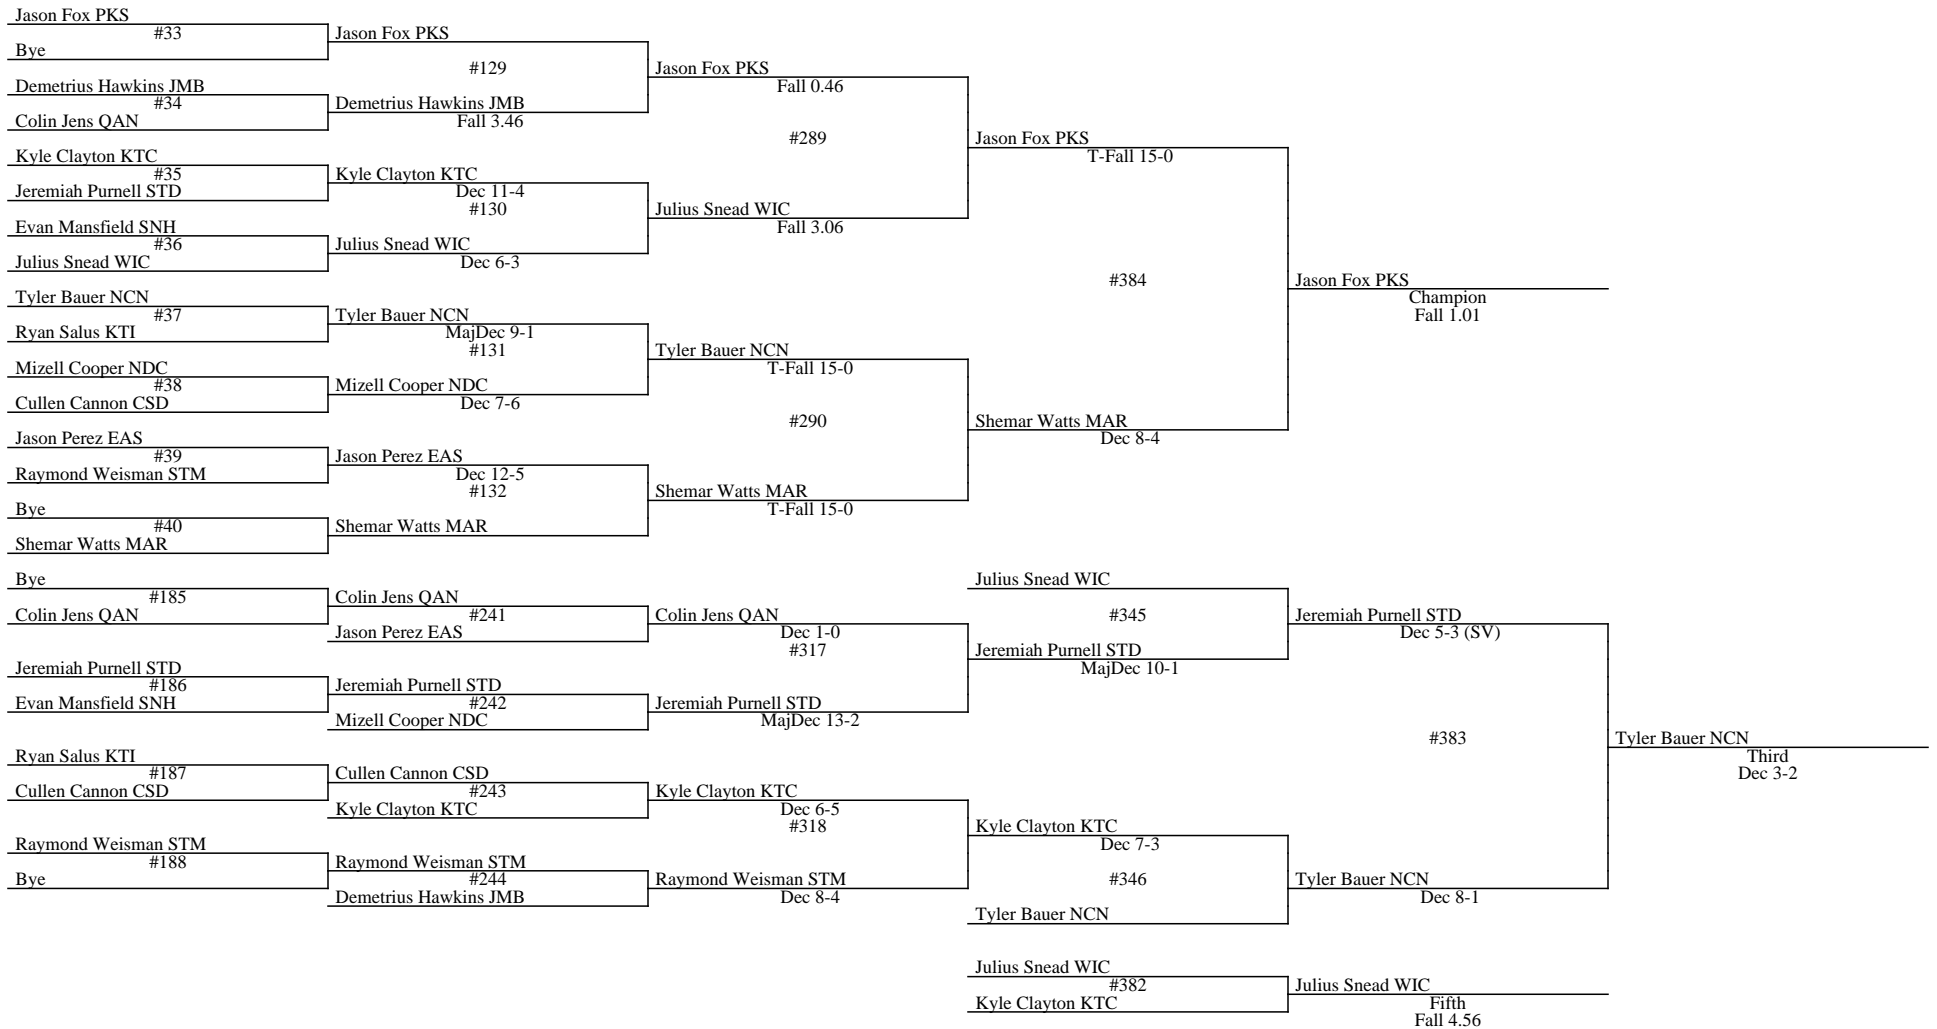 Jason Fox PKS
#33
Bye
Jason Fox PKS
#129
Demetrius Hawkins JMB
#34
Colin Jens QAN
Demetrius Hawkins JMB
Fall 3.46
Jason Fox PKS
Fall 0.46
#289
Kyle Clayton KTC
#35
Jeremiah Purnell STD
Kyle Clayton KTC
Dec 11-4
#130
Evan Mansfield SNH
#36
Julius Snead WIC
Julius Snead WIC
Dec 6-3
Julius Snead WIC
Fall 3.06
Jason Fox PKS
T-Fall 15-0
#384
Tyler Bauer NCN
#37
Ryan Salus KTI
Tyler Bauer NCN
MajDec 9-1
#131
Mizell Cooper NDC
#38
Cullen Cannon CSD
Mizell Cooper NDC
Dec 7-6
Tyler Bauer NCN
T-Fall 15-0
#290
Jason Perez EAS
#39
Raymond Weisman STM
Jason Perez EAS
Dec 12-5
#132
Bye
#40
Shemar Watts MAR
Shemar Watts MAR
Shemar Watts MAR
T-Fall 15-0
Shemar Watts MAR
Dec 8-4
Jason Fox PKS
Champion
Fall 1.01
Bye
#185
Colin Jens QAN
Colin Jens QAN
#241
Jason Perez EAS
Colin Jens QAN
Dec 1-0
#317
Jeremiah Purnell STD
#186
Evan Mansfield SNH
Jeremiah Purnell STD
#242
Mizell Cooper NDC
Jeremiah Purnell STD
MajDec 13-2
Julius Snead WIC
#345
Jeremiah Purnell STD
MajDec 10-1
Jeremiah Purnell STD
Dec 5-3 (SV)
#383
Ryan Salus KTI
#187
Cullen Cannon CSD
Cullen Cannon CSD
#243
Kyle Clayton KTC
Kyle Clayton KTC
Dec 6-5
#318
Raymond Weisman STM
#188
Bye
Raymond Weisman STM
#244
Demetrius Hawkins JMB
Raymond Weisman STM
Dec 8-4
Kyle Clayton KTC
Dec 7-3
#346
Tyler Bauer NCN
Tyler Bauer NCN
Dec 8-1
Tyler Bauer NCN
Third
Dec 3-2
Julius Snead WIC
#382
Kyle Clayton KTC
Julius Snead WIC
Fifth
Fall 4.56